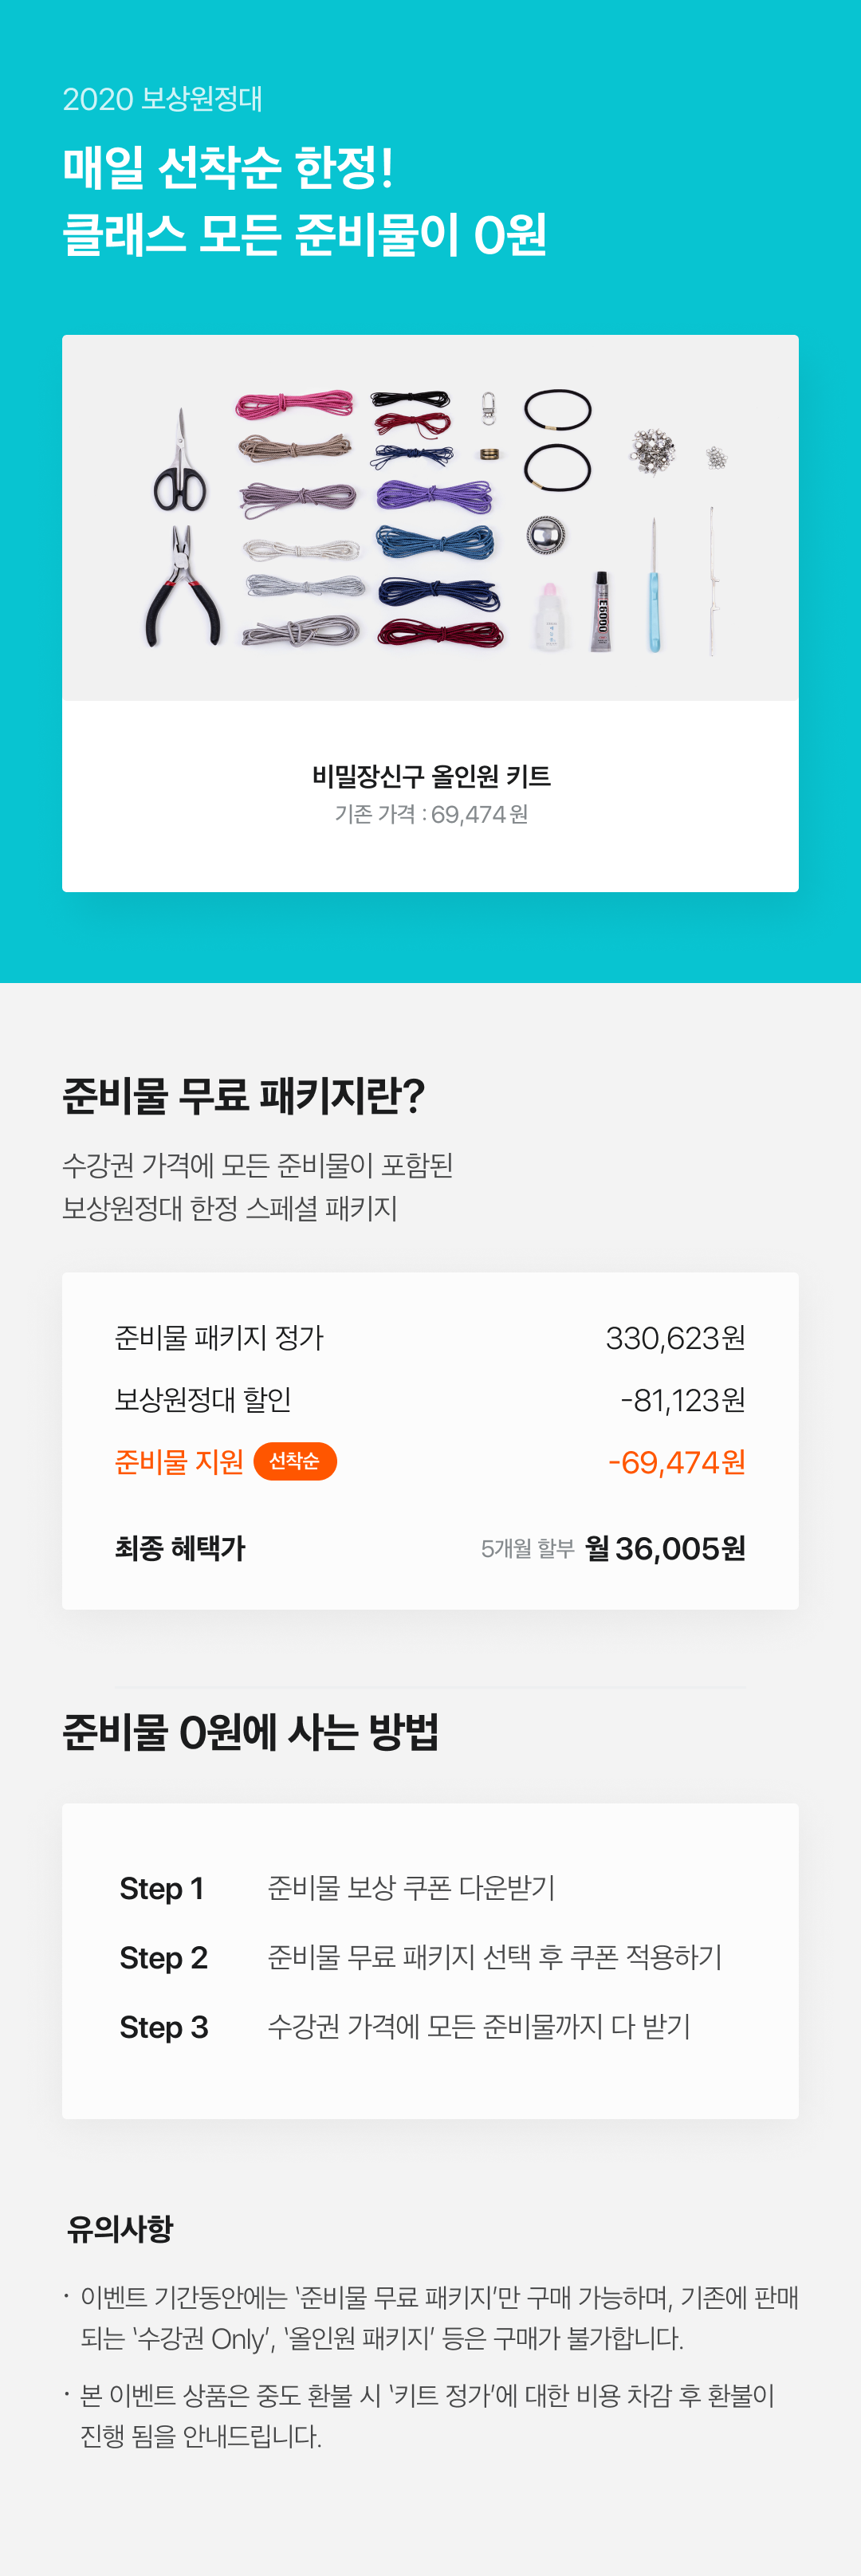 2020 보상원정대
매일 선착순 한정!
클래스 모든 준비물이 0원
E6000
비밀장신구 올인원 키트
기존 가격 : 69,474원
준비물 무료 패키지란?
수강권 가격에 모든 준비물이 포함된
보상원정대 한정 스페셜 패키지
준비물 패키지 정가 330,623원
보상원정대 할인 -81,123원
준비물 지원 선착순 -69,474원
최종 혜택가 5개월 할부 월 36,005원
준비물 0원에 사는 방법
Step 1 준비물 보상 쿠폰 다운받기
Step 2 준비물 무료 패키지 선택 후 쿠폰 적용하기
Step 3 수강권 가격에 모든 준비물까지 다 받기
유의사항
· 이벤트 기간동안에는 '준비물 무료 패키지'만 구매 가능하며, 기존에 판매
되는 '수강권 Only', '올인원 패키지' 등은 구매가 불가합니다.
· 본 이벤트 상품은 중도 환불 시 '키트 정가'에 대한 비용 차감 후 환불이
진행 됨을 안내드립니다.